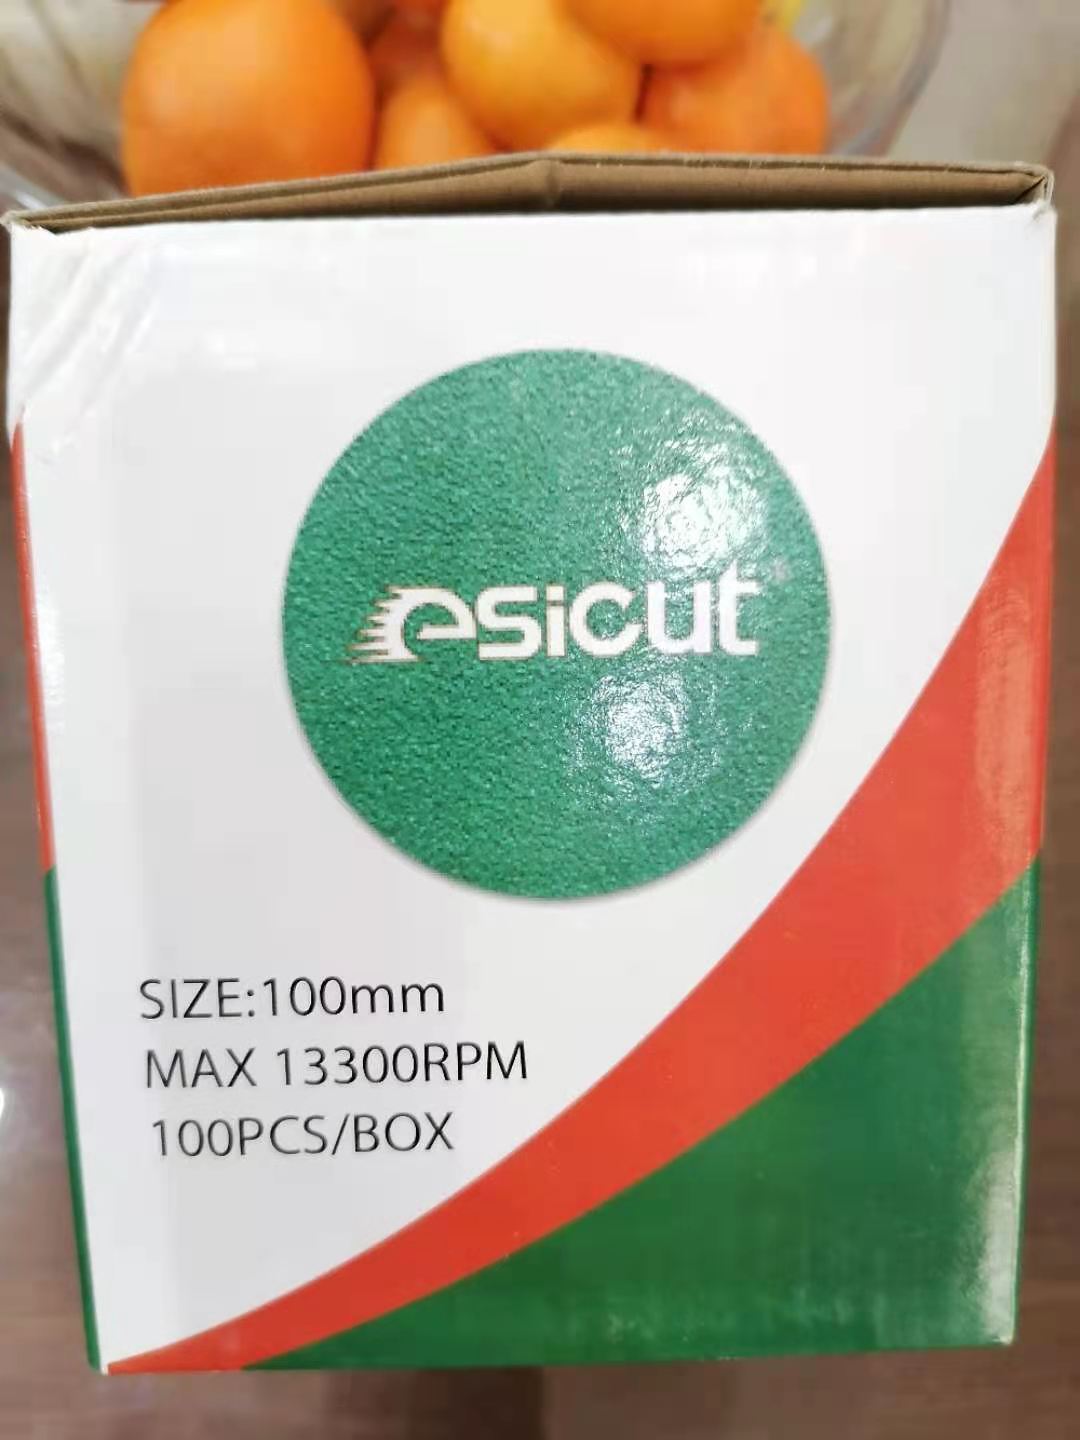 esicut
SIZE:100mm
MAX 13300RPM
100PCS/BOX